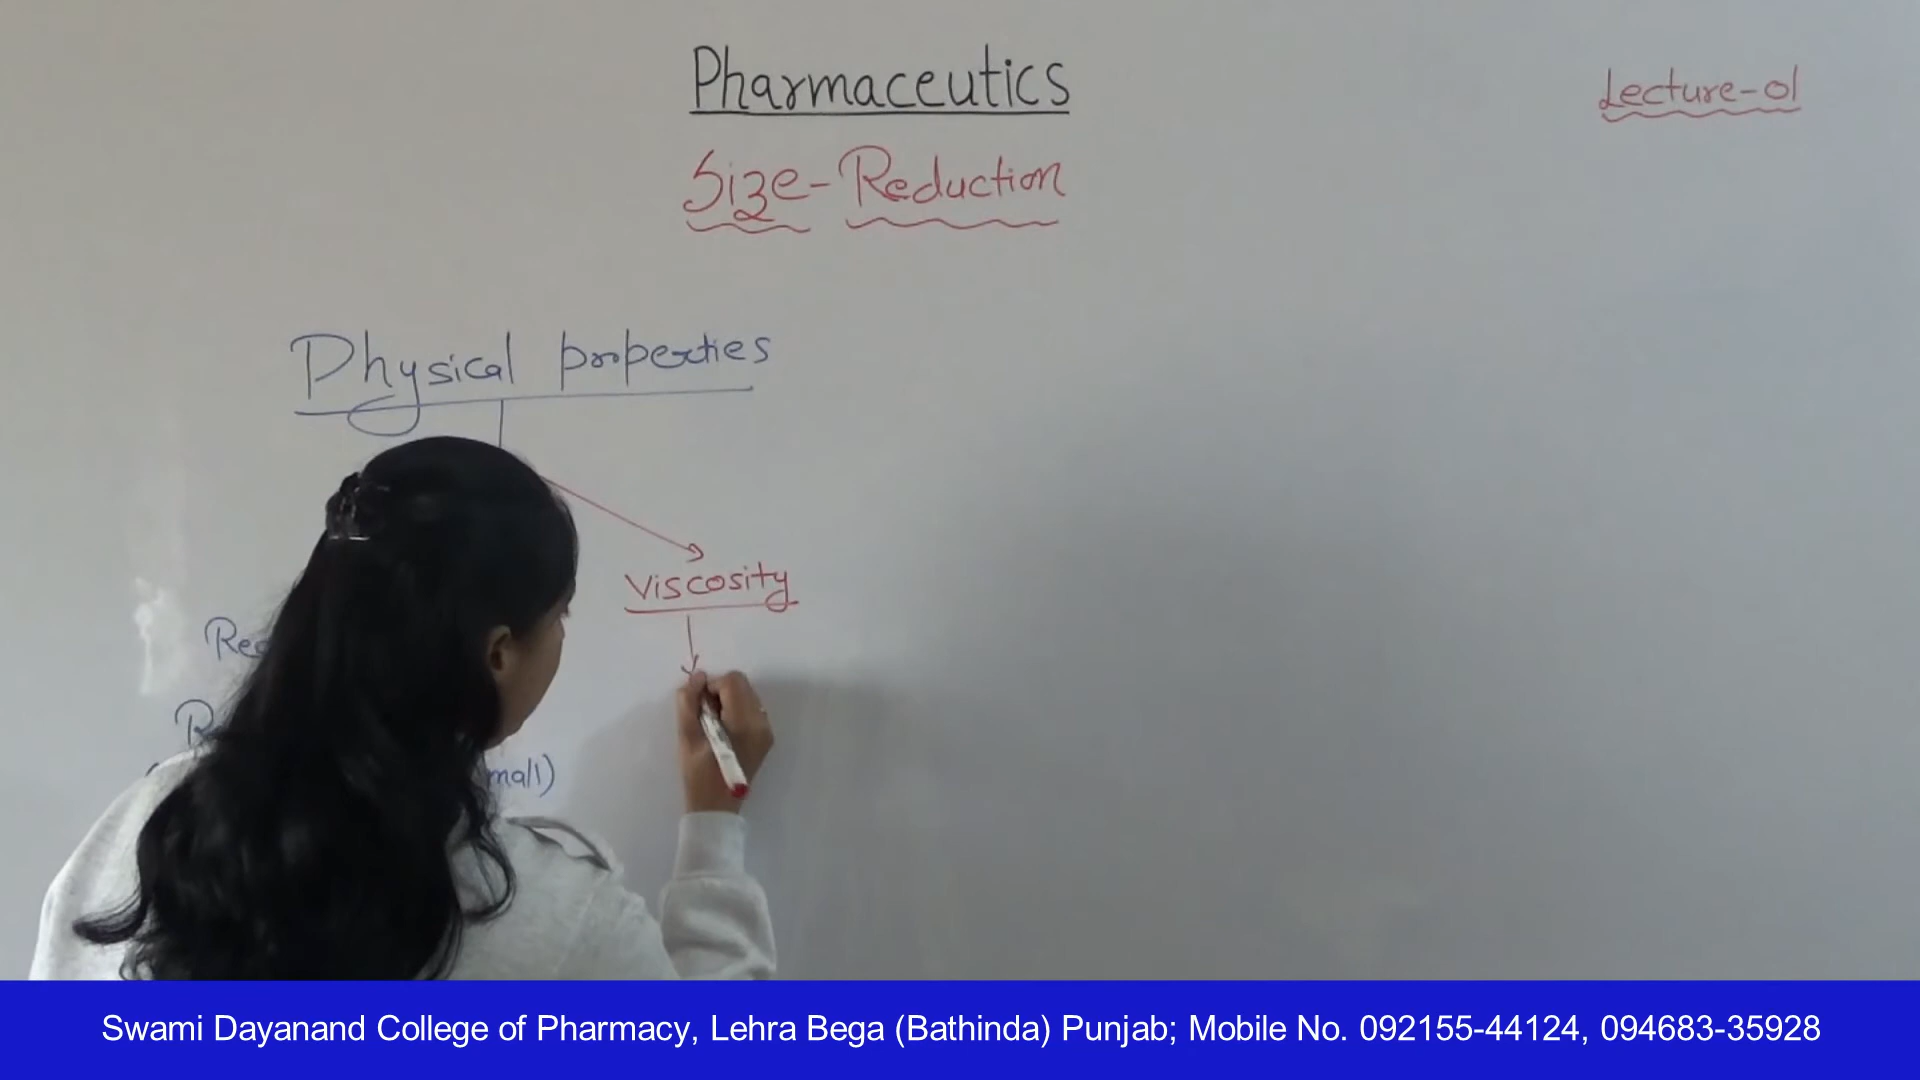 Pharmaceutics
Lecture-01
Size-Reduction
Physical properties
Viscosity
Swami Dayanand College of Pharmacy, Lehra Bega (Bathinda) Punjab; Mobile No. 092155-44124, 094683-35928